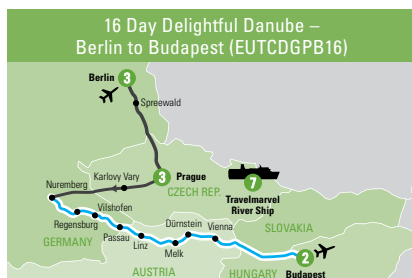 16 Day Delightful Danube –
Berlin to Budapest (EUTCDGPB16)
Berlin 3
Spreewald
Karlovy Vary
3 Prague
CZECH REP.
7
Travelmarvel
River Ship
Nuremberg
Vilshofen
Regensburg
GERMANY
Passau
Linz
Melk
Dürnstein
Vienna
SLOVAKIA
2
AUSTRIA
HUNGARY
Budapest